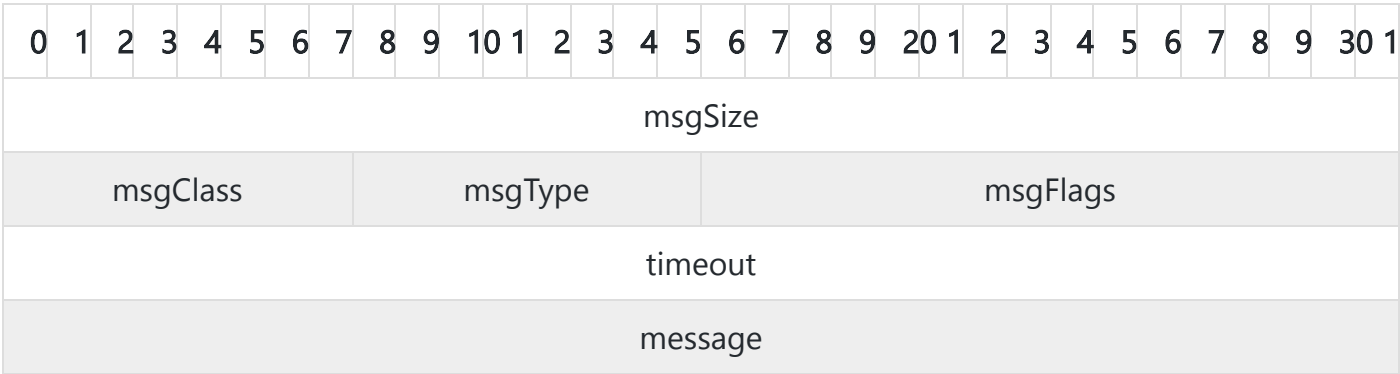 0 1 2 3 4 5 6 7 8 9 10 1 2 3 4 5 6 7 8 9 20 1 2 3 4 5 6 7 8 9 30 1
msgSize
msgClass msgType msgFlags
timeout
message